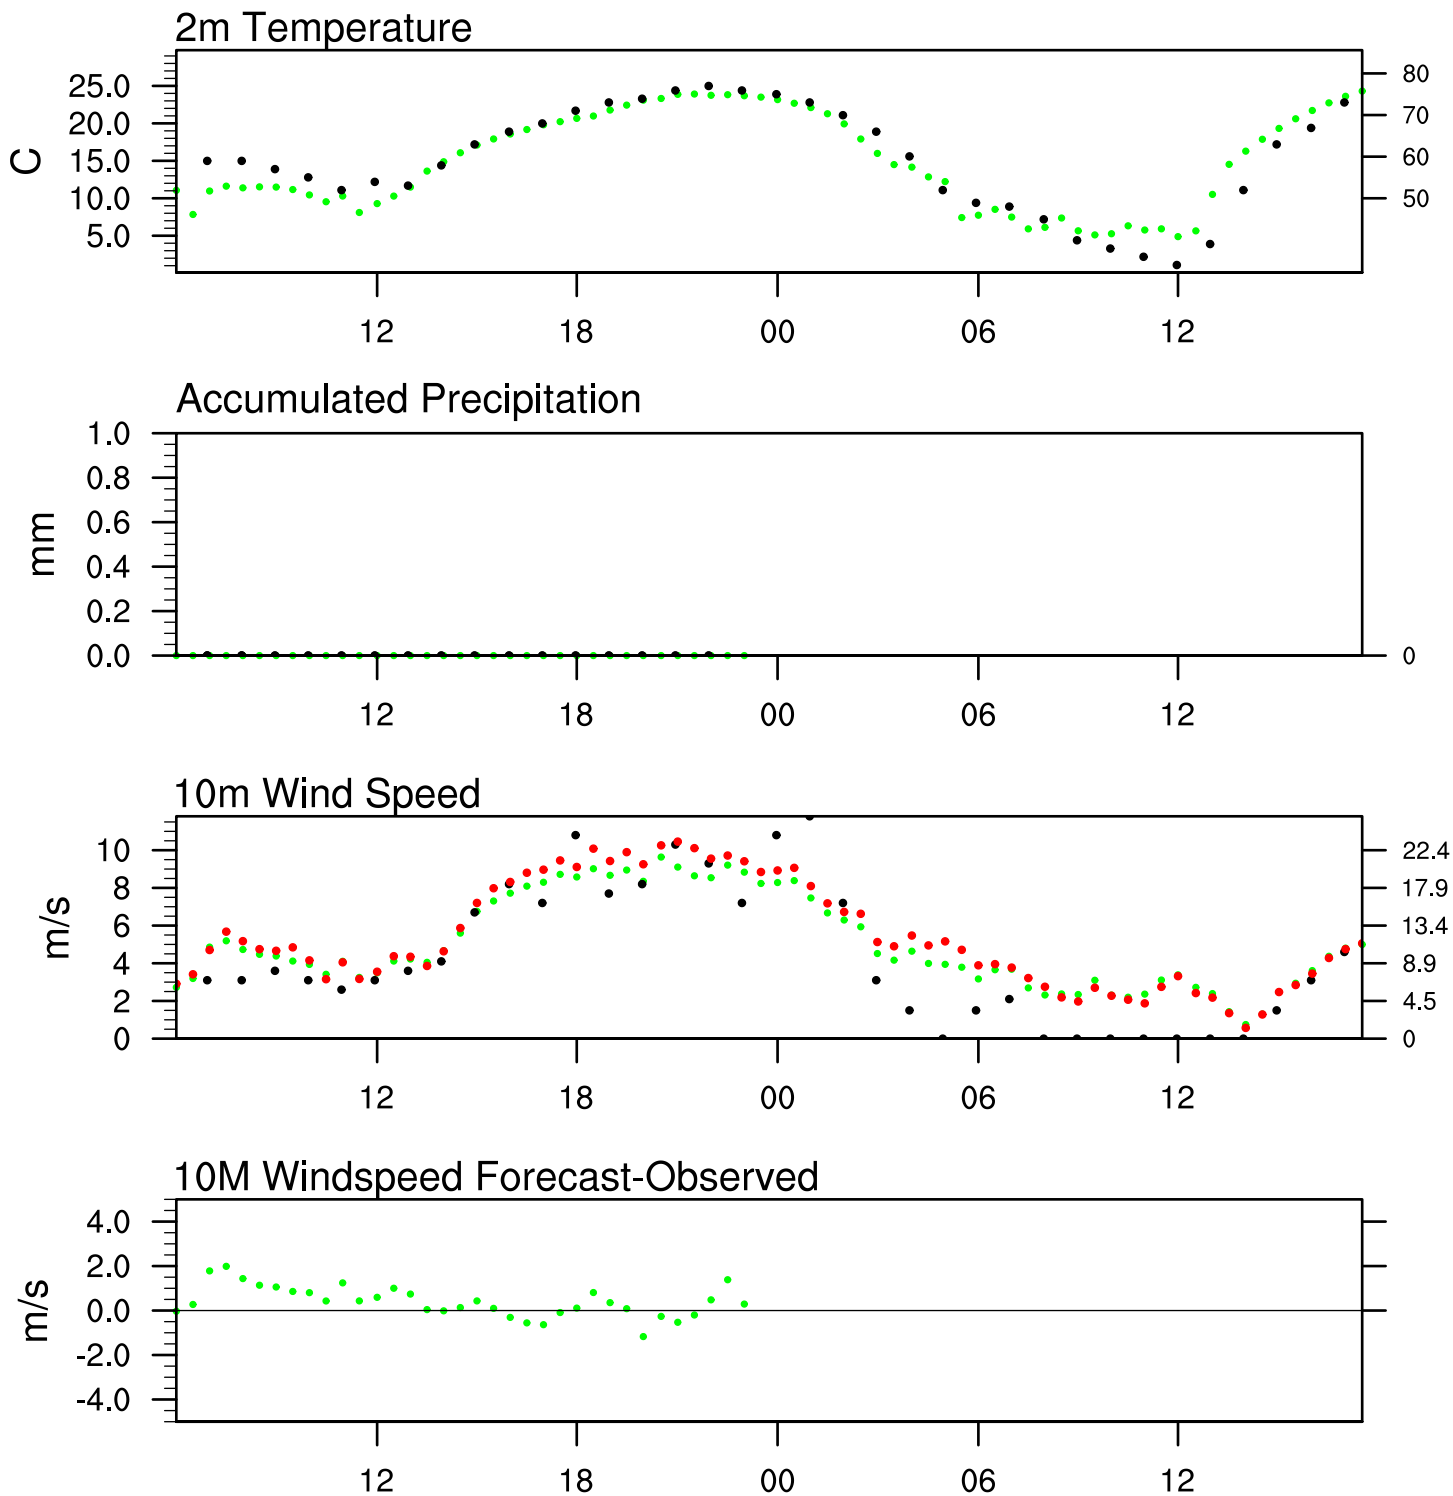 2m Temperature
25.0
20.0
15.0
10.0
5.0
C
80
70
60
50
12 18 00 06 12
Accumulated Precipitation
1.0
0.8
0.6
0.4
0.2
0.0
mm
0
12 18 00 06 12
10m Wind Speed
10
8
6
4
2
0
m/s
22.4
17.9
13.4
8.9
4.5
0
12 18 00 06 12
10M Windspeed Forecast-Observed
4.0
2.0
0.0
-2.0
-4.0
m/s
12 18 00 06 12